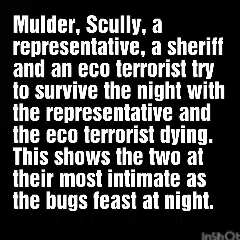 Mulder, Scully, a
representative, a sheriff
and an eco terrorist try
to survive the night with
the representative and
the eco terrorist dying.
This shows the two at
their most intimate as
the bugs feast at night.
InShOt